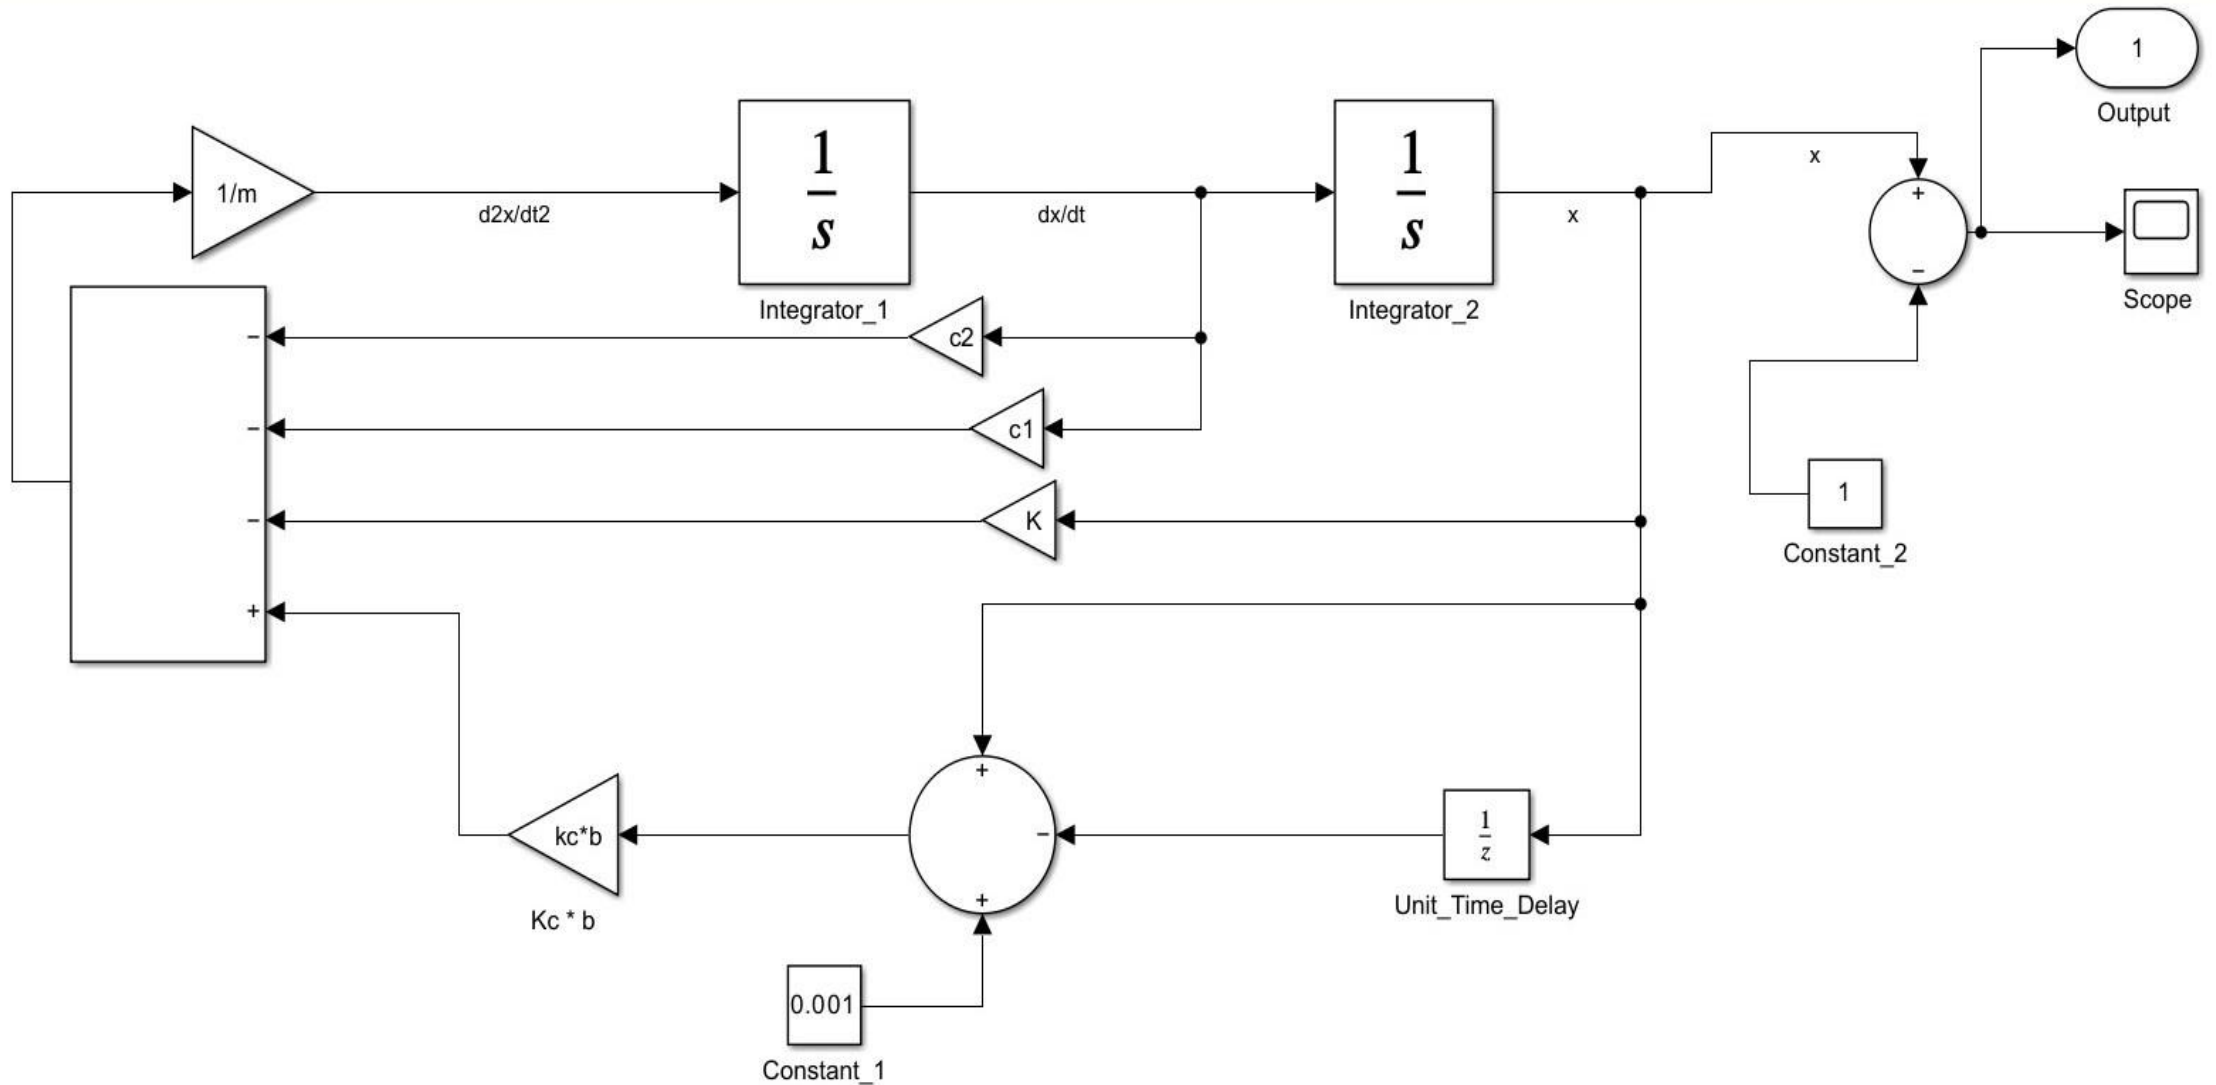 1
Output
1/m
d2x/dt2
1
s
Integrator_1
dx/dt
1
s
Integrator_2
x
x
+
−
Scope
−
c2
−
c1
−
K
+
1
Constant_2
+
−
+
kc*b
Kc * b
1
z
Unit_Time_Delay
0.001
Constant_1